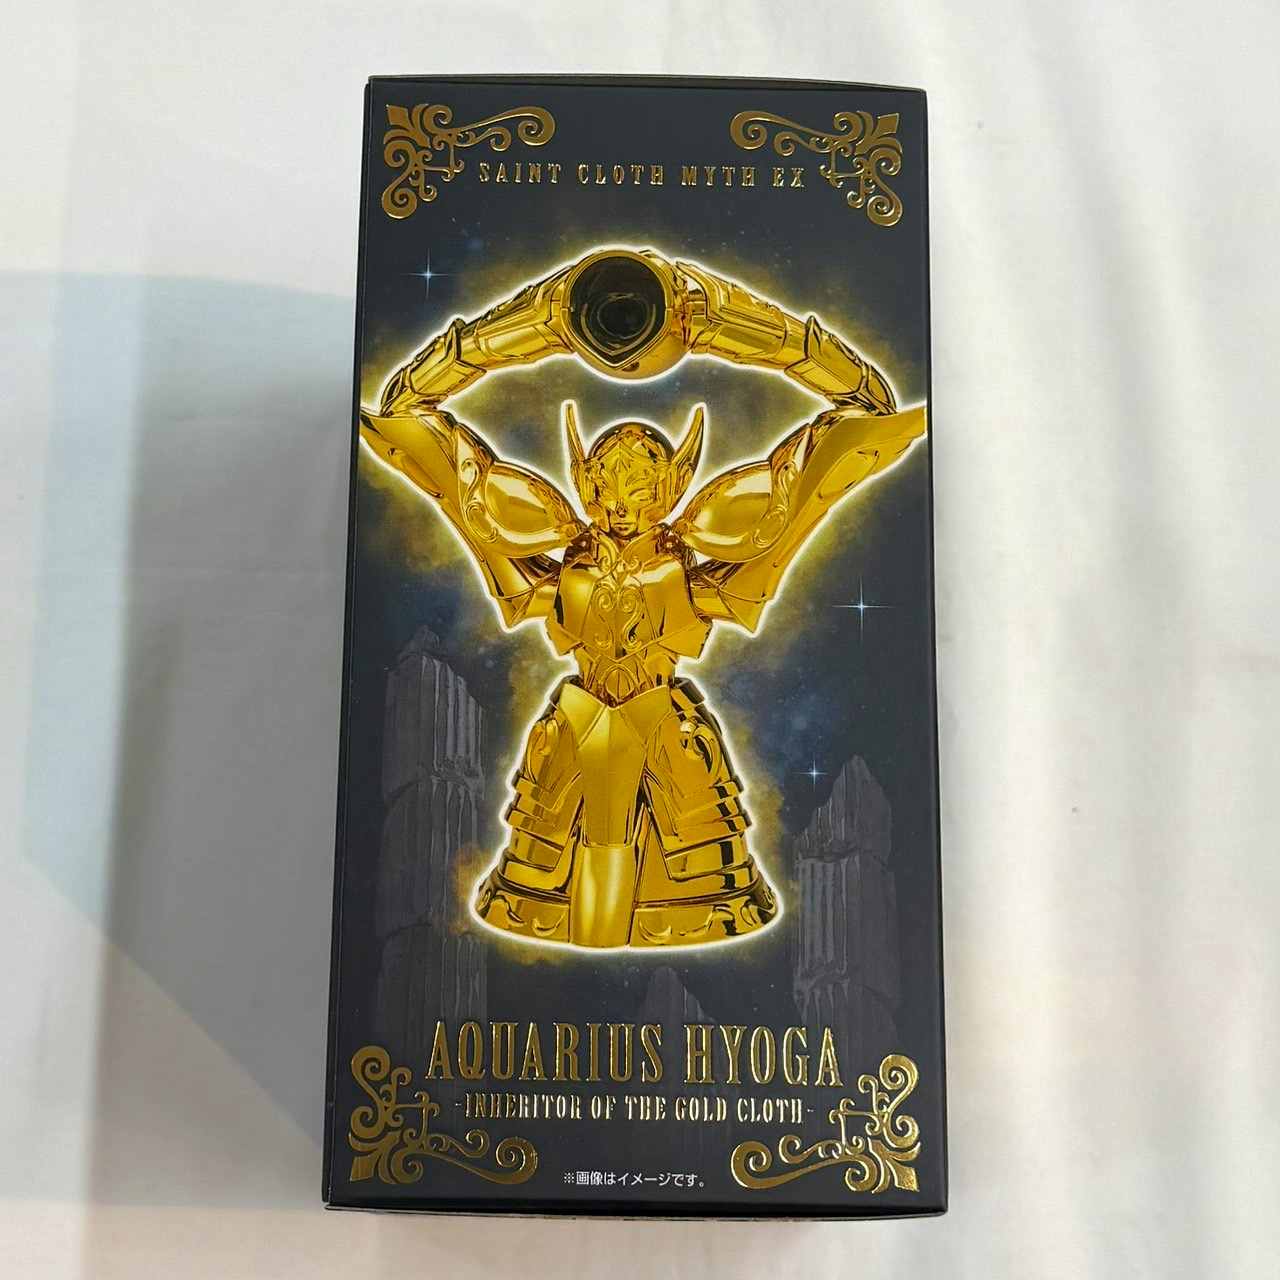 SAINT CLOTH MYTH EX
AQUARIUS HYOGA
-INHERITOR OF THE GOLD CLOTH-
※画像はイメージです。